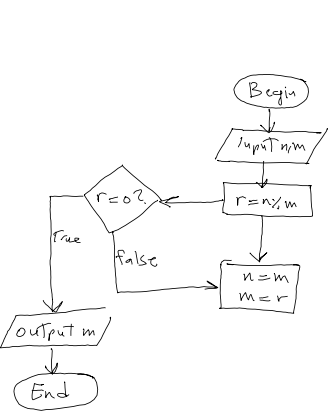 Begin
input n,m
r=n%m
r=0?
True
false
n=m
m=r
output m
End